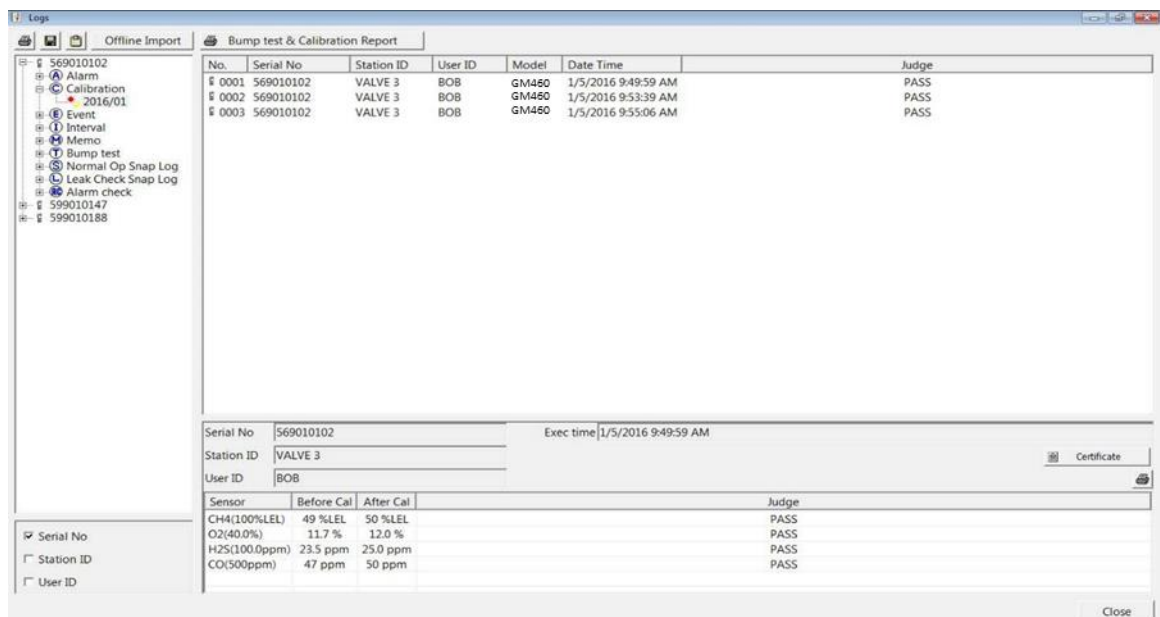 Logs
Offline Import Bump test & Calibration Report
569010102
A Alarm
C Calibration
2016/01
E Event
I Interval
M Memo
T Bump test
S Normal Op Snap Log
L Leak Check Snap Log
Alarm check
599010147
599010188
Serial No
Station ID
User ID
No. Serial No Station ID User ID Model Date Time Judge
0001 569010102 VALVE 3 BOB GM460 1/5/2016 9:49:59 AM PASS
0002 569010102 VALVE 3 BOB GM460 1/5/2016 9:53:39 AM PASS
0003 569010102 VALVE 3 BOB GM460 1/5/2016 9:55:06 AM PASS
Serial No 569010102 Exec time 1/5/2016 9:49:59 AM
Station ID VALVE 3 Certificate
User ID BOB
Sensor Before Cal After Cal Judge
CH4(100%LEL) 49 %LEL 50 %LEL PASS
O2(40.0%) 11.7 % 12.0 % PASS
H2S(100.0ppm) 23.5 ppm 25.0 ppm PASS
CO(500ppm) 47 ppm 50 ppm PASS
Close